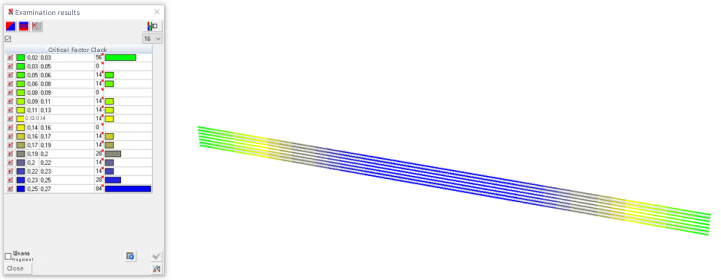 Examination results
16
Critical Factor Clack
0,02 0,03 56
0,03 0,05 0
0,05 0,06 14
0,06 0,08 14
0,08 0,09 0
0,09 0,11 14
0,11 0,13 14
0,13 0,14 14
0,14 0,16 0
0,16 0,17 14
0,17 0,19 14
0,19 0,2 28
0,2 0,22 14
0,22 0,23 14
0,23 0,25 28
0,25 0,27 84
Шкала
fragment
Close